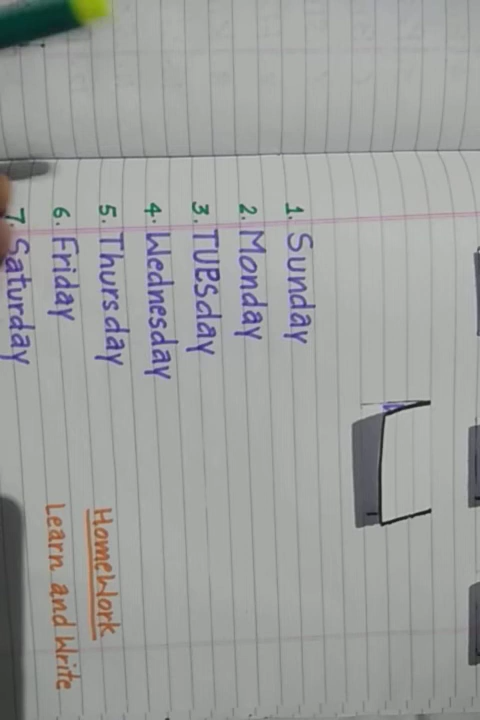 1. Sunday
2. Monday
3. TUESday
4. Wednesday
5. Thursday
6. Friday
7. Saturday
HomeWork
Learn and Write